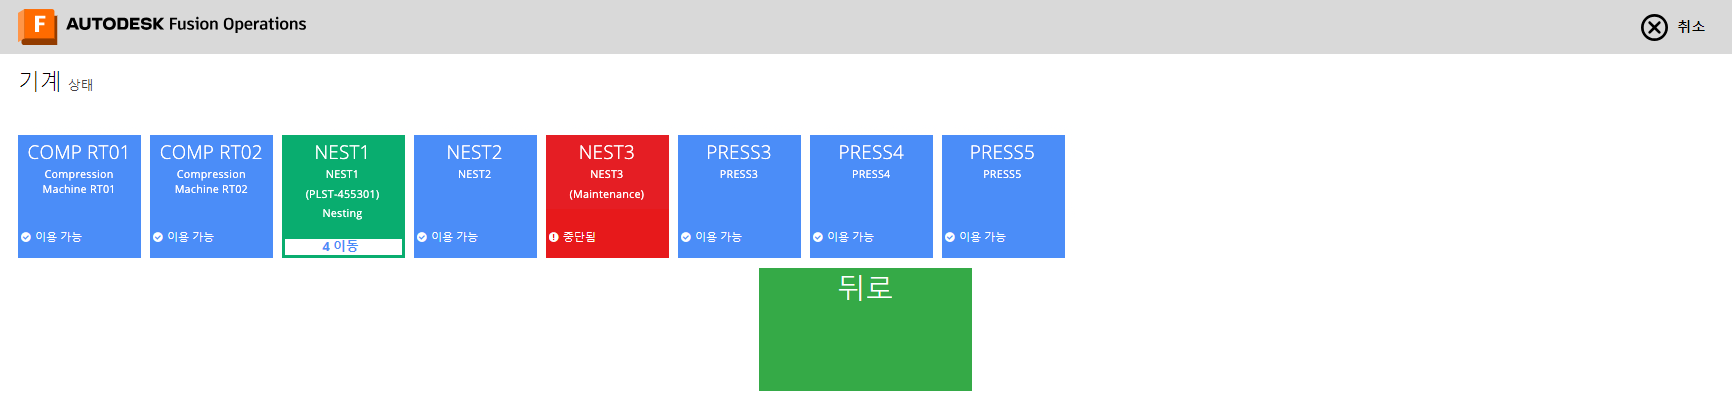 F AUTODESK Fusion Operations
취소
기계 상태
COMP RT01
Compression
Machine RT01
이용 가능
COMP RT02
Compression
Machine RT02
이용 가능
NEST1
NEST1
(PLST-455301)
Nesting
4 이동
NEST2
NEST2
이용 가능
NEST3
NEST3
(Maintenance)
중단됨
PRESS3
PRESS3
이용 가능
PRESS4
PRESS4
이용 가능
PRESS5
PRESS5
이용 가능
뒤로